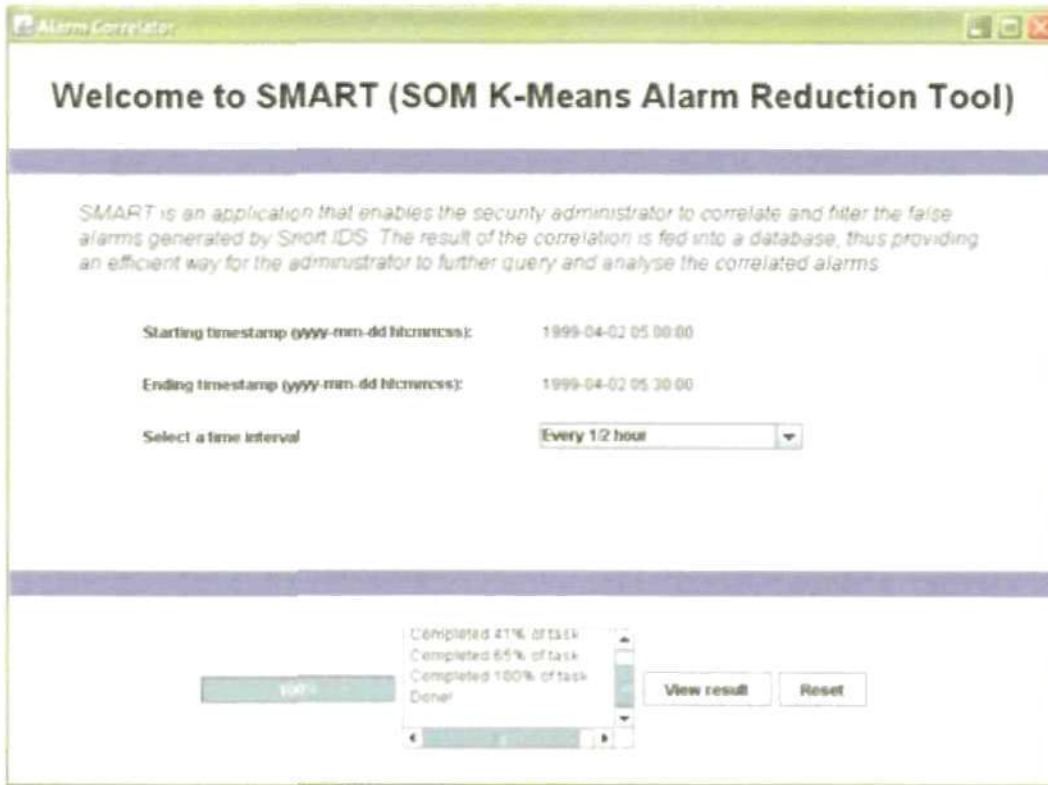 Alarm Correlator
Welcome to SMART (SOM K-Means Alarm Reduction Tool)
SMART is an application that enables the security administrator to correlate and filter the false
alarms generated by Snort IDS. The result of the correlation is fed into a database, thus providing
an efficient way for the administrator to further query and analyse the correlated alarms
Starting timestamp (yyyy-mm-dd hh:mm:ss): 1999-04-02 05:00:00
Ending timestamp (yyyy-mm-dd hh:mm:ss): 1999-04-02 05:30:00
Select a time interval Every 1/2 hour
Completed 41% of task
Completed 65% of task
Completed 100% of task
Done!
100% View result Reset